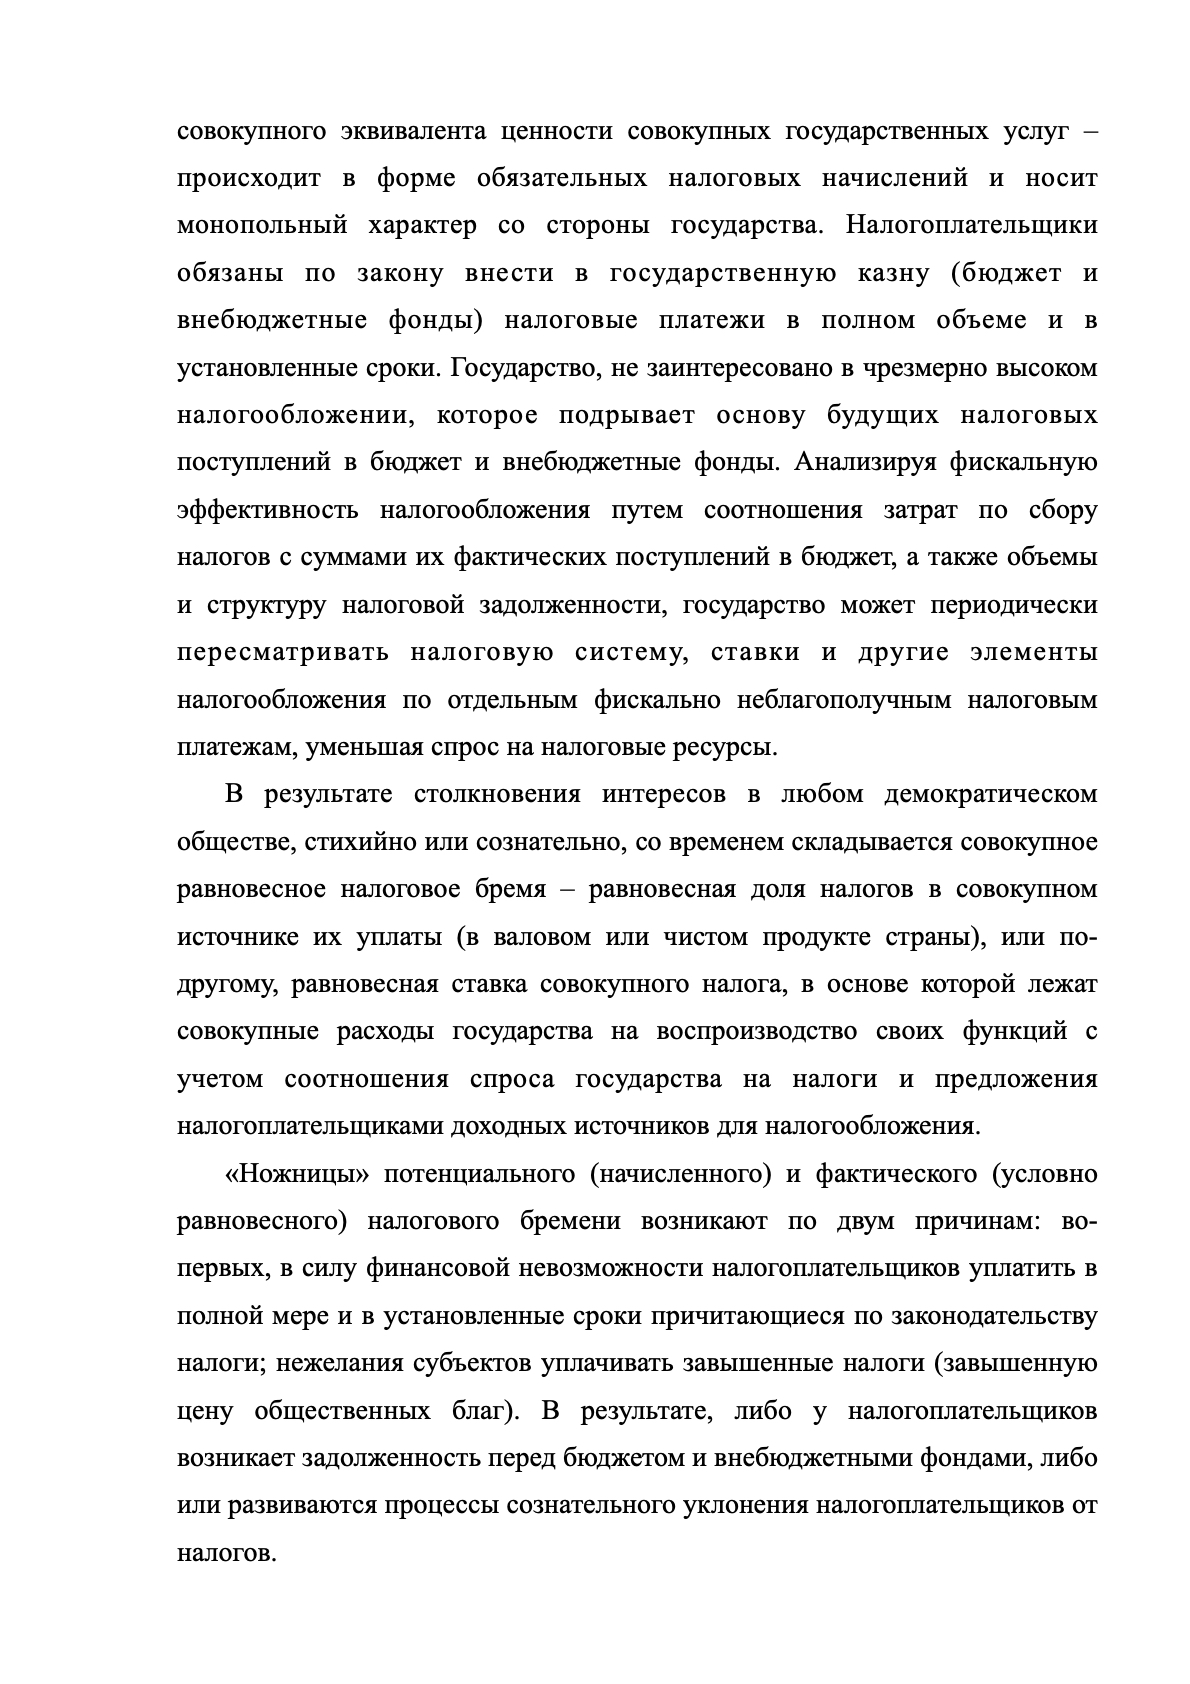 совокупного эквивалента ценности совокупных государственных услуг –
происходит в форме обязательных налоговых начислений и носит
монопольный характер со стороны государства. Налогоплательщики
обязаны по закону внести в государственную казну (бюджет и
внебюджетные фонды) налоговые платежи в полном объеме и в
установленные сроки. Государство, не заинтересовано в чрезмерно высоком
налогообложении, которое подрывает основу будущих налоговых
поступлений в бюджет и внебюджетные фонды. Анализируя фискальную
эффективность налогообложения путем соотношения затрат по сбору
налогов с суммами их фактических поступлений в бюджет, а также объемы
и структуру налоговой задолженности, государство может периодически
пересматривать налоговую систему, ставки и другие элементы
налогообложения по отдельным фискально неблагополучным налоговым
платежам, уменьшая спрос на налоговые ресурсы.
В результате столкновения интересов в любом демократическом
обществе, стихийно или сознательно, со временем складывается совокупное
равновесное налоговое бремя – равновесная доля налогов в совокупном
источнике их уплаты (в валовом или чистом продукте страны), или по-
другому, равновесная ставка совокупного налога, в основе которой лежат
совокупные расходы государства на воспроизводство своих функций с
учетом соотношения спроса государства на налоги и предложения
налогоплательщиками доходных источников для налогообложения.
«Ножницы» потенциального (начисленного) и фактического (условно
равновесного) налогового бремени возникают по двум причинам: во-
первых, в силу финансовой невозможности налогоплательщиков уплатить в
полной мере и в установленные сроки причитающиеся по законодательству
налоги; нежелания субъектов уплачивать завышенные налоги (завышенную
цену общественных благ). В результате, либо у налогоплательщиков
возникает задолженность перед бюджетом и внебюджетными фондами, либо
или развиваются процессы сознательного уклонения налогоплательщиков от
налогов.